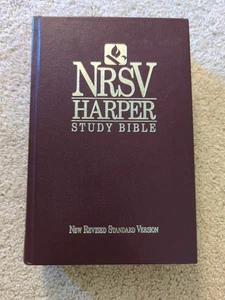 NRSV
HARPER
STUDY BIBLE
NEW REVISED STANDARD VERSION